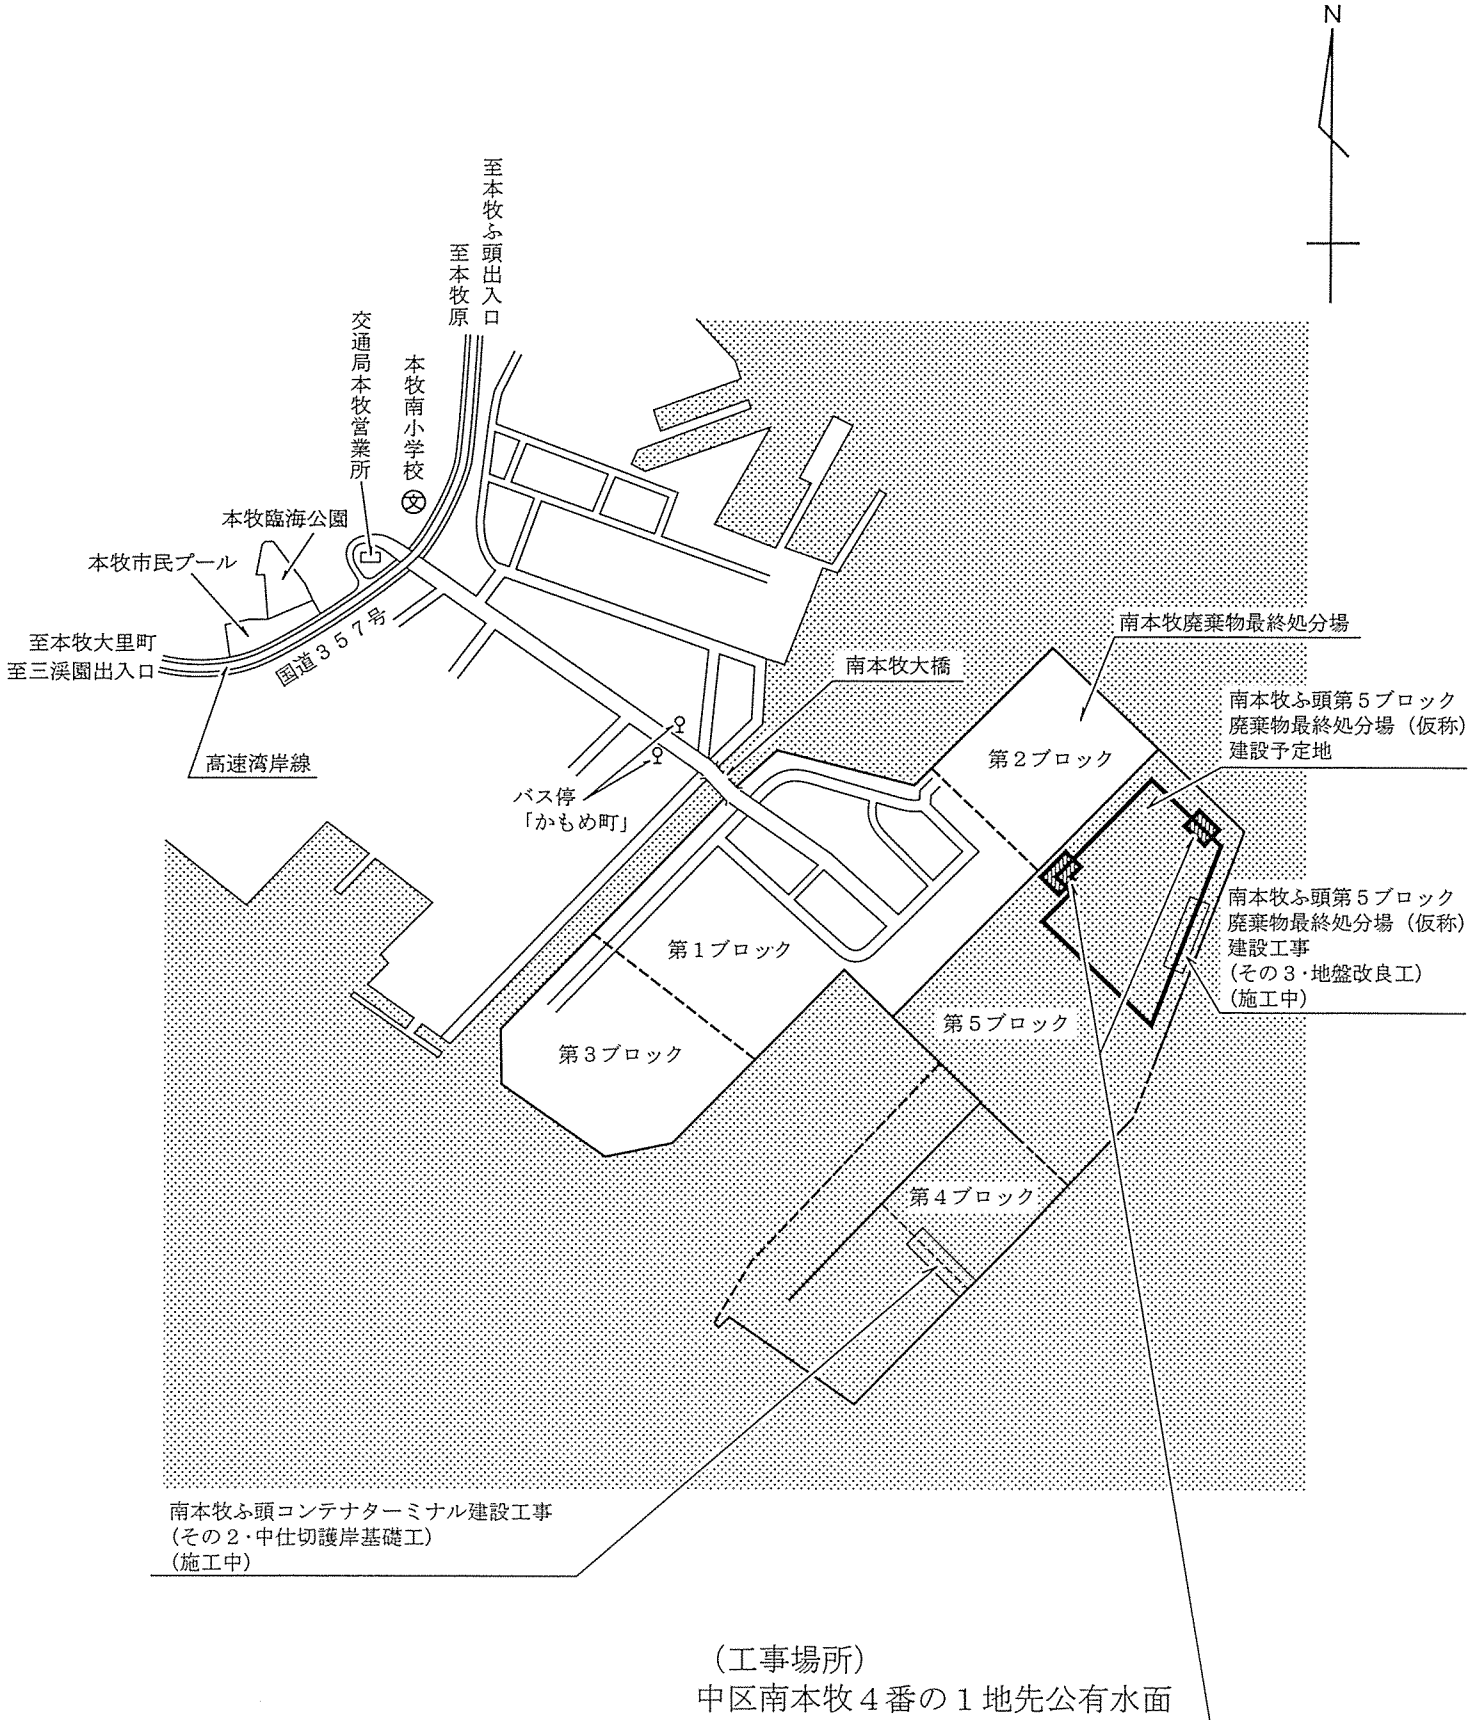 N
至本牧ふ頭出入口
至本牧原
交通局本牧営業所
本牧南小学校
文
本牧臨海公園
本牧市民プール
至本牧大里町
至三溪園出入口
国道357号
高速湾岸線
バス停
「かもめ町」
南本牧大橋
南本牧廃棄物最終処分場
第2ブロック
南本牧ふ頭第5ブロック
廃棄物最終処分場（仮称）
建設予定地
南本牧ふ頭第5ブロック
廃棄物最終処分場（仮称）
建設工事
（その3・地盤改良工）
（施工中）
第1ブロック
第3ブロック
第5ブロック
第4ブロック
南本牧ふ頭コンテナターミナル建設工事
（その2・中仕切護岸基礎工）
（施工中）
（工事場所）
中区南本牧4番の1地先公有水面